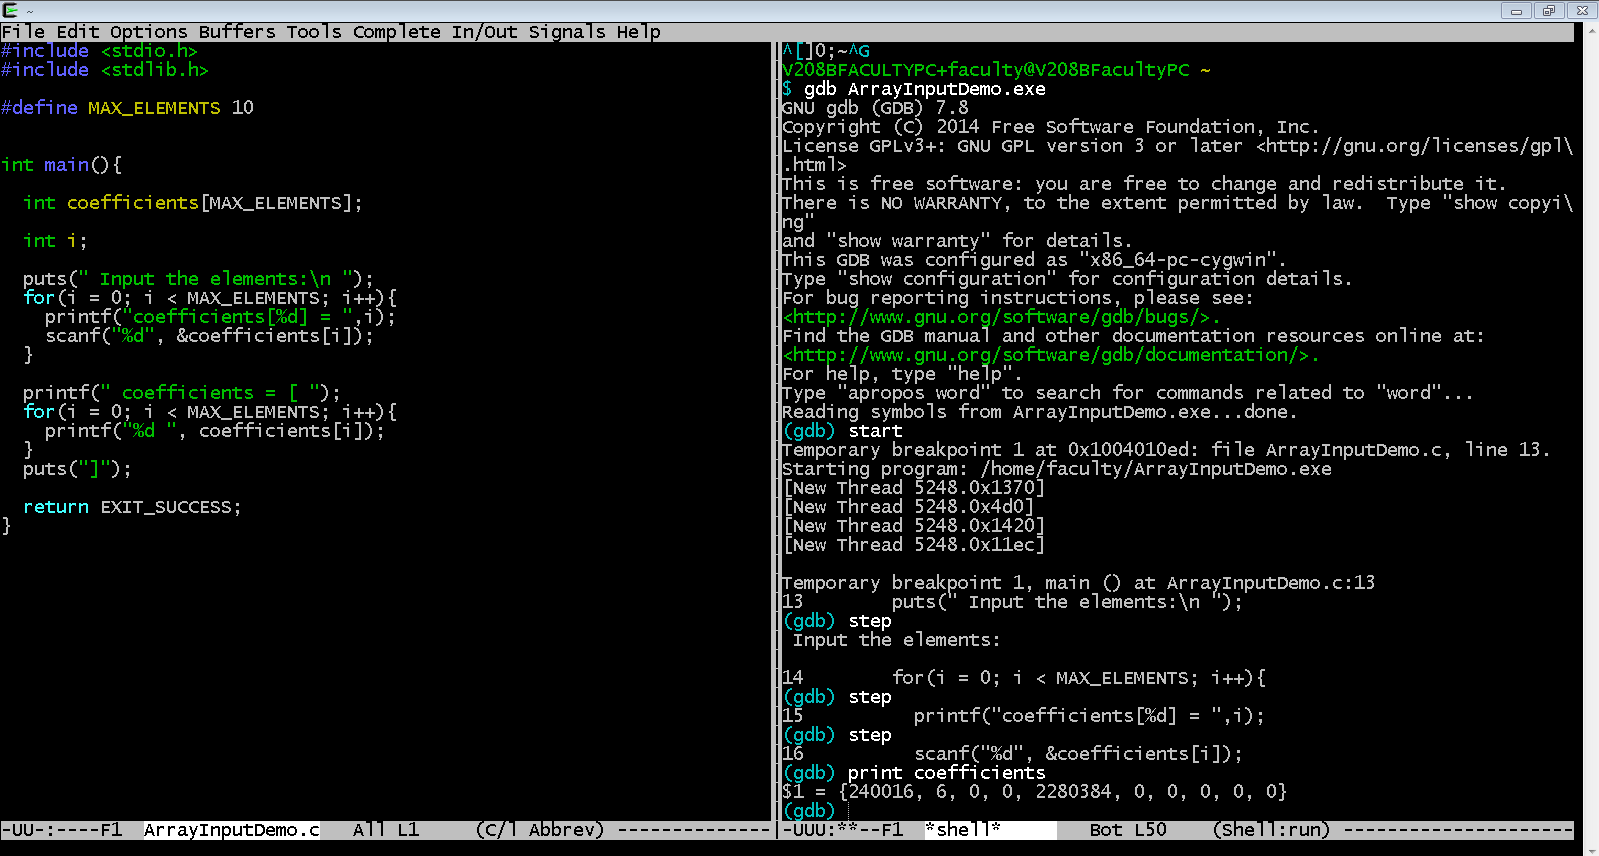 ~
File Edit Options Buffers Tools Complete In/Out Signals Help
#include <stdio.h>
#include <stdlib.h>
#define MAX_ELEMENTS 10
int main(){
int coefficients[MAX_ELEMENTS];
int i;
puts(" Input the elements:\n ");
for(i = 0; i < MAX_ELEMENTS; i++){
printf("coefficients[%d] = ",i);
scanf("%d", &coefficients[i]);
}
printf(" coefficients = [ ");
for(i = 0; i < MAX_ELEMENTS; i++){
printf("%d ", coefficients[i]);
}
puts("]");
return EXIT_SUCCESS;
}
-UU-:----F1  ArrayInputDemo.c   All L1     (C/l Abbrev) --------------
^[]0;~^G
V208BFACULTYPC+faculty@V208BFacultyPC ~
$ gdb ArrayInputDemo.exe
GNU gdb (GDB) 7.8
Copyright (C) 2014 Free Software Foundation, Inc.
License GPLv3+: GNU GPL version 3 or later <http://gnu.org/licenses/gpl\
.html>
This is free software: you are free to change and redistribute it.
There is NO WARRANTY, to the extent permitted by law.  Type "show copyi\
ng"
and "show warranty" for details.
This GDB was configured as "x86_64-pc-cygwin".
Type "show configuration" for configuration details.
For bug reporting instructions, please see:
<http://www.gnu.org/software/gdb/bugs/>.
Find the GDB manual and other documentation resources online at:
<http://www.gnu.org/software/gdb/documentation/>.
For help, type "help".
Type "apropos word" to search for commands related to "word"...
Reading symbols from ArrayInputDemo.exe...done.
(gdb) start
Temporary breakpoint 1 at 0x1004010ed: file ArrayInputDemo.c, line 13.
Starting program: /home/faculty/ArrayInputDemo.exe
[New Thread 5248.0x1370]
[New Thread 5248.0x4d0]
[New Thread 5248.0x1420]
[New Thread 5248.0x11ec]
Temporary breakpoint 1, main () at ArrayInputDemo.c:13
13        puts(" Input the elements:\n ");
(gdb) step
Input the elements:
14        for(i = 0; i < MAX_ELEMENTS; i++){
(gdb) step
15          printf("coefficients[%d] = ",i);
(gdb) step
16          scanf("%d", &coefficients[i]);
(gdb) print coefficients
$1 = {240016, 6, 0, 0, 2280384, 0, 0, 0, 0, 0}
(gdb)
-UUU:**--F1  *shell*        Bot L50    (Shell:run) ---------------------